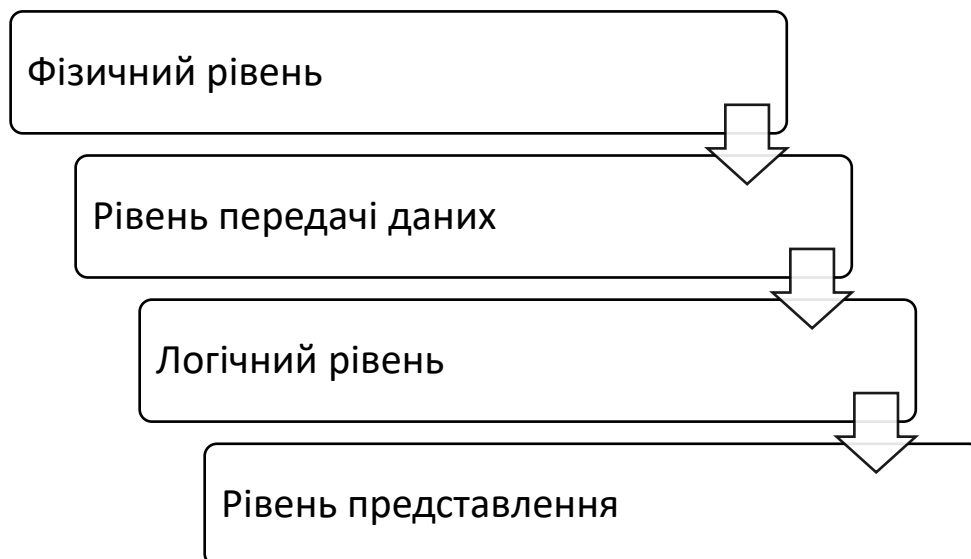 Фізичний рівень
Рівень передачі даних
Логічний рівень
Рівень представлення